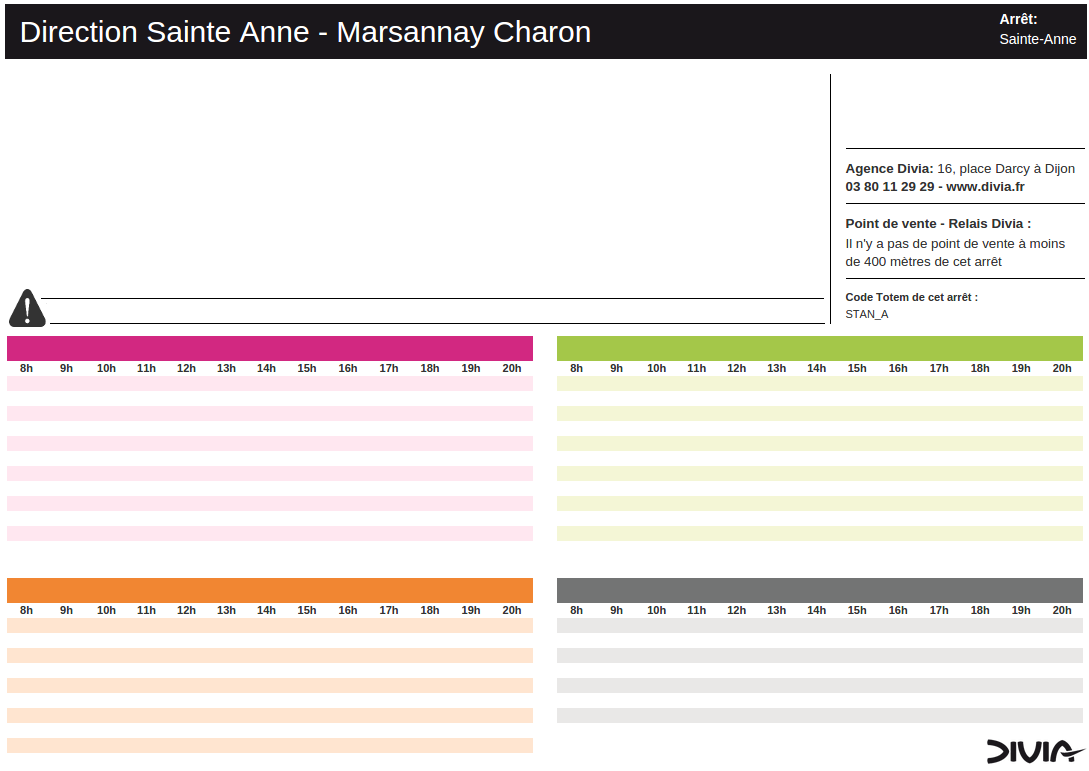 Direction Sainte Anne - Marsannay Charon
Arrêt:
Sainte-Anne
Agence Divia: 16, place Darcy à Dijon
03 80 11 29 29 - www.divia.fr
Point de vente - Relais Divia :
Il n'y a pas de point de vente à moins
de 400 mètres de cet arrêt
Code Totem de cet arrêt :
STAN_A
8h 9h 10h 11h 12h 13h 14h 15h 16h 17h 18h 19h 20h
8h 9h 10h 11h 12h 13h 14h 15h 16h 17h 18h 19h 20h
8h 9h 10h 11h 12h 13h 14h 15h 16h 17h 18h 19h 20h
8h 9h 10h 11h 12h 13h 14h 15h 16h 17h 18h 19h 20h
DIVIA